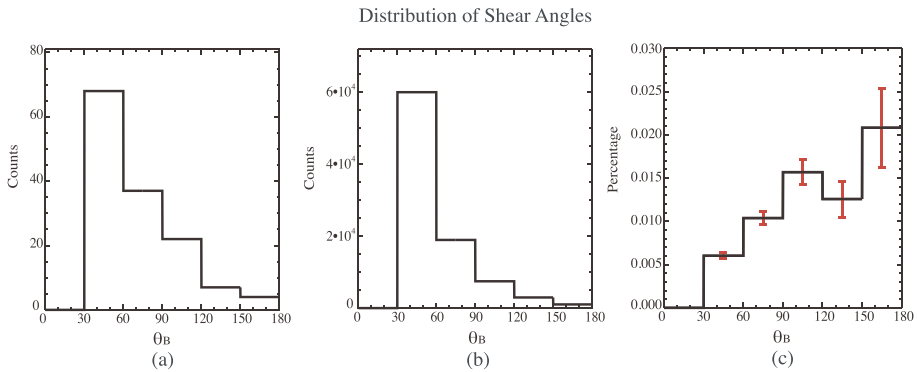 Distribution of Shear Angles
80
60
40
20
0
Counts
0 30 60 90 120 150 180
θB
(a)
6•10⁴
4•10⁴
2•10⁴
0
Counts
0 30 60 90 120 150 180
θB
(b)
0.030
0.025
0.020
0.015
0.010
0.005
0.000
Percentage
0 30 60 90 120 150 180
θB
(c)